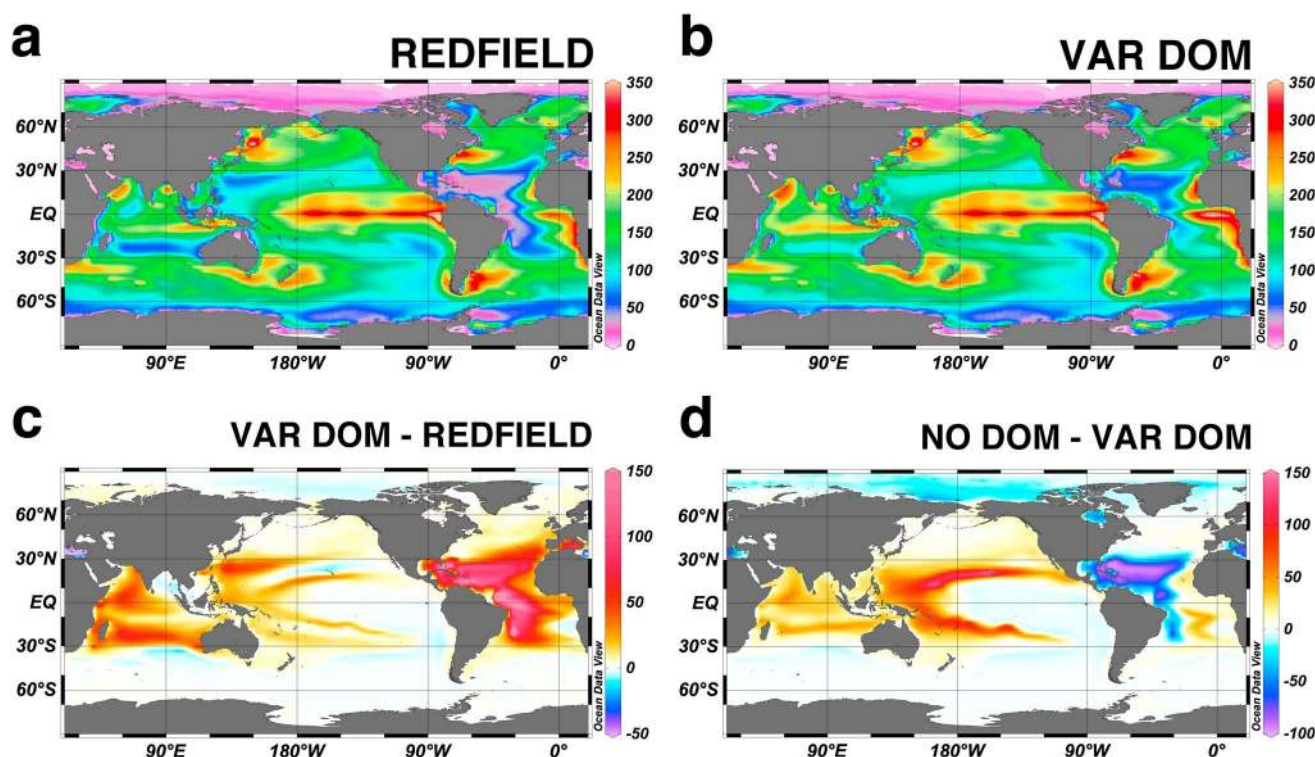 a
REDFIELD
60°N
30°N
EQ
30°S
60°S
90°E
180°W
90°W
0°
350
300
250
200
150
100
50
0
Ocean Data View
b
VAR DOM
60°N
30°N
EQ
30°S
60°S
90°E
180°W
90°W
0°
350
300
250
200
150
100
50
0
Ocean Data View
c
VAR DOM - REDFIELD
60°N
30°N
EQ
30°S
60°S
90°E
180°W
90°W
0°
150
100
50
0
-50
Ocean Data View
d
NO DOM - VAR DOM
60°N
30°N
EQ
30°S
60°S
90°E
180°W
90°W
0°
150
100
50
0
-50
-100
Ocean Data View